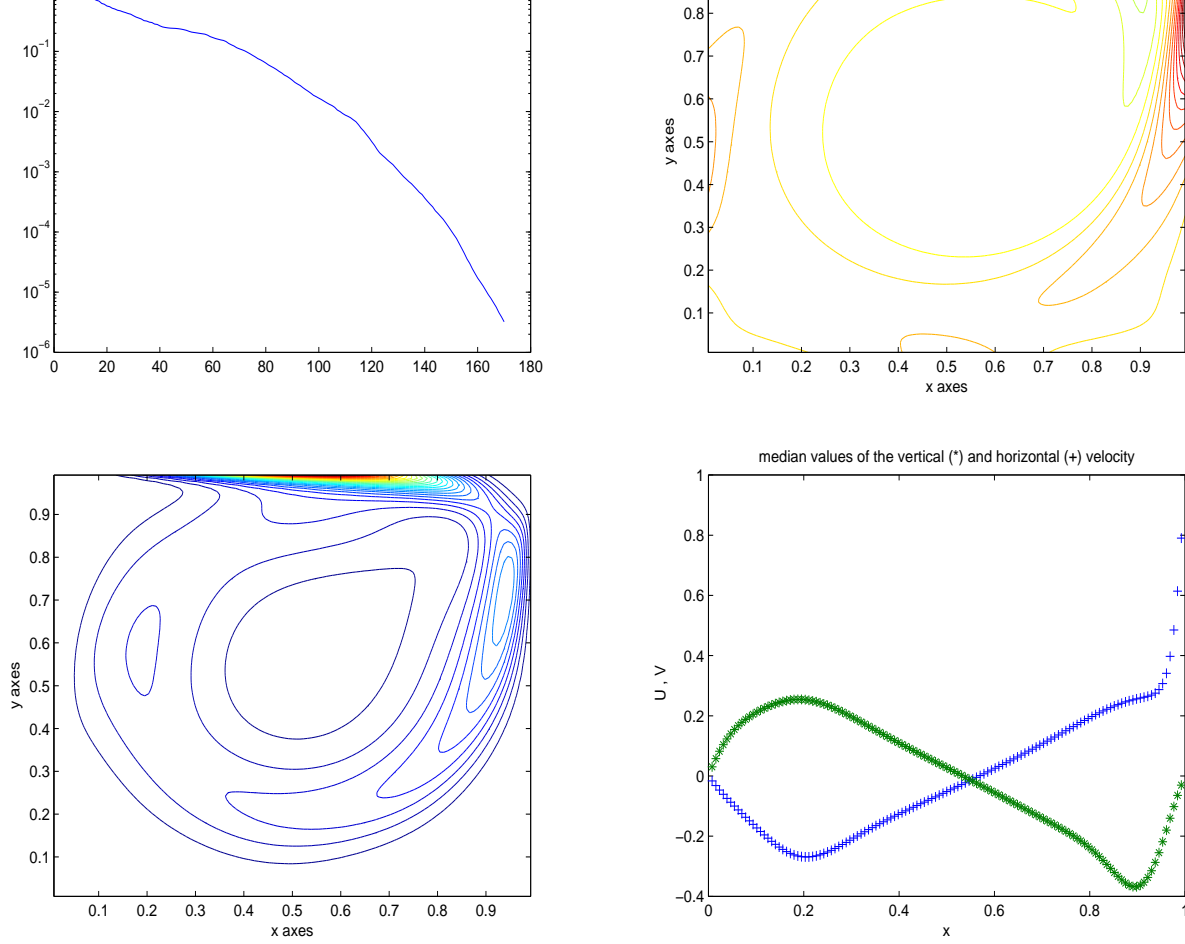 10^−1
10^−2
10^−3
10^−4
10^−5
10^−6
0 20 40 60 80 100 120 140 160 180
0.8
0.7
0.6
0.5
0.4
0.3
0.2
0.1
y axes
0.1 0.2 0.3 0.4 0.5 0.6 0.7 0.8 0.9
x axes
0.9
0.8
0.7
0.6
0.5
0.4
0.3
0.2
0.1
y axes
0.1 0.2 0.3 0.4 0.5 0.6 0.7 0.8 0.9
x axes
median values of the vertical (*) and horizontal (+) velocity
1
0.8
0.6
0.4
0.2
0
−0.2
−0.4
U , V
0 0.2 0.4 0.6 0.8 1
x